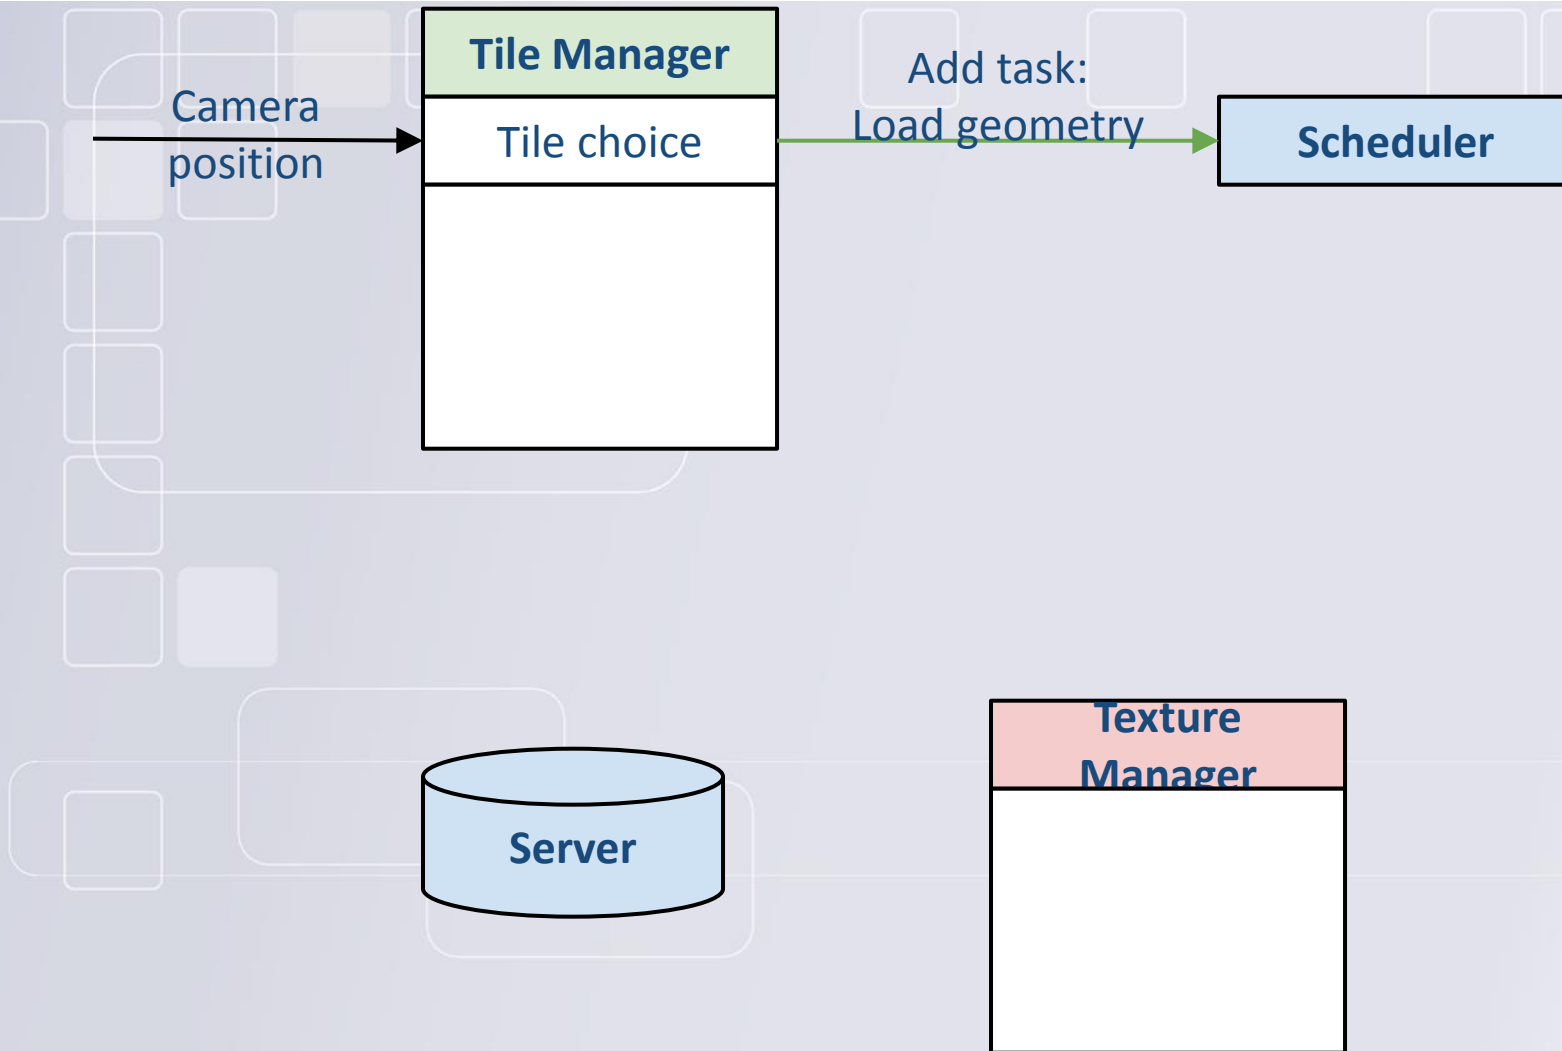 Tile Manager
Camera
position
Tile choice
Add task:
Load geometry
Scheduler
Server
Texture
Manager